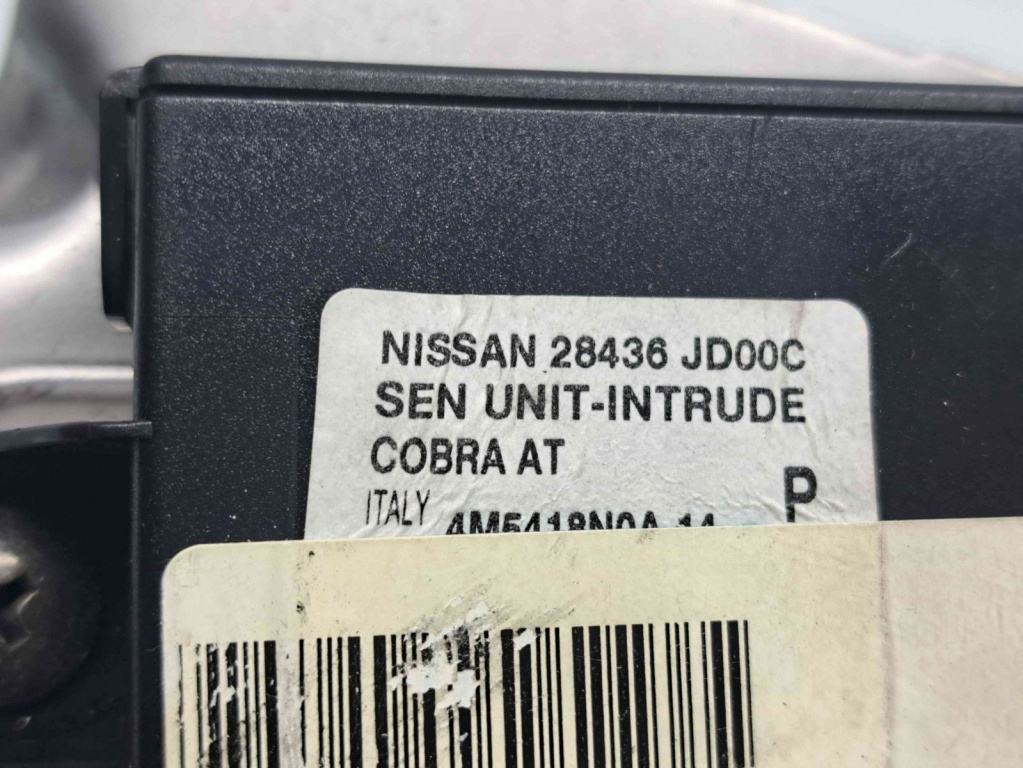 NISSAN 28436 JD00C
SEN UNIT-INTRUDE
COBRA AT
P
ITALY